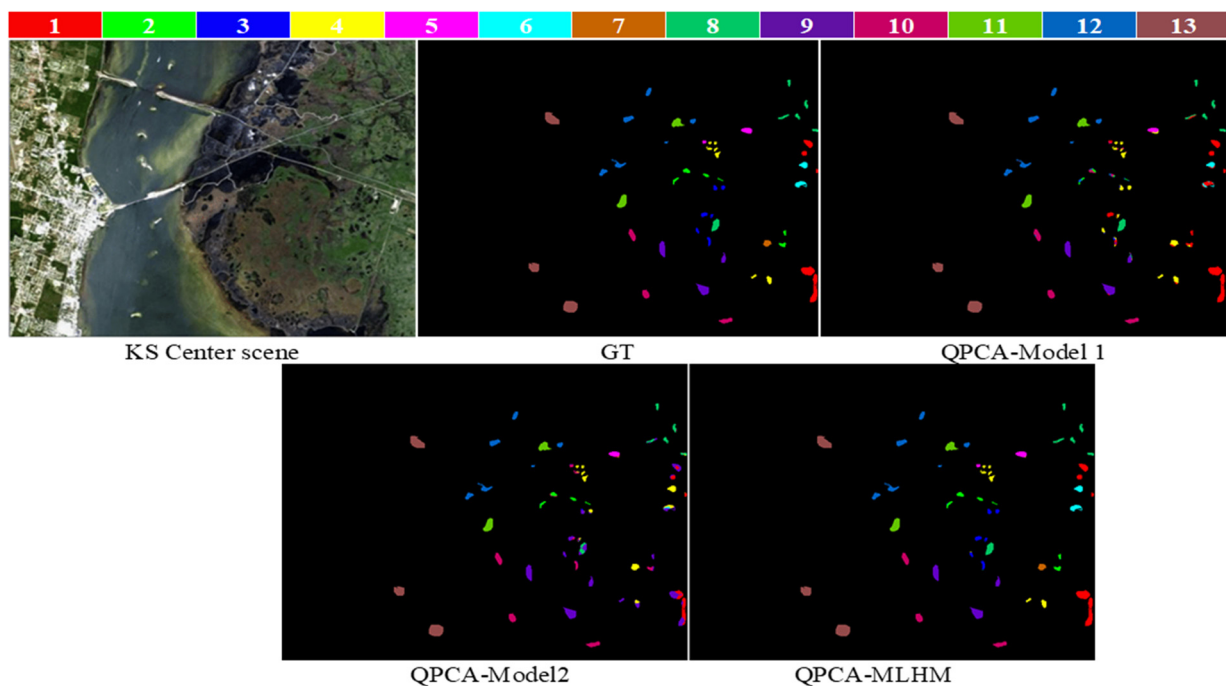 1 2 3 4 5 6 7 8 9 10 11 12 13
KS Center scene GT QPCA-Model 1
QPCA-Model2 QPCA-MLHM